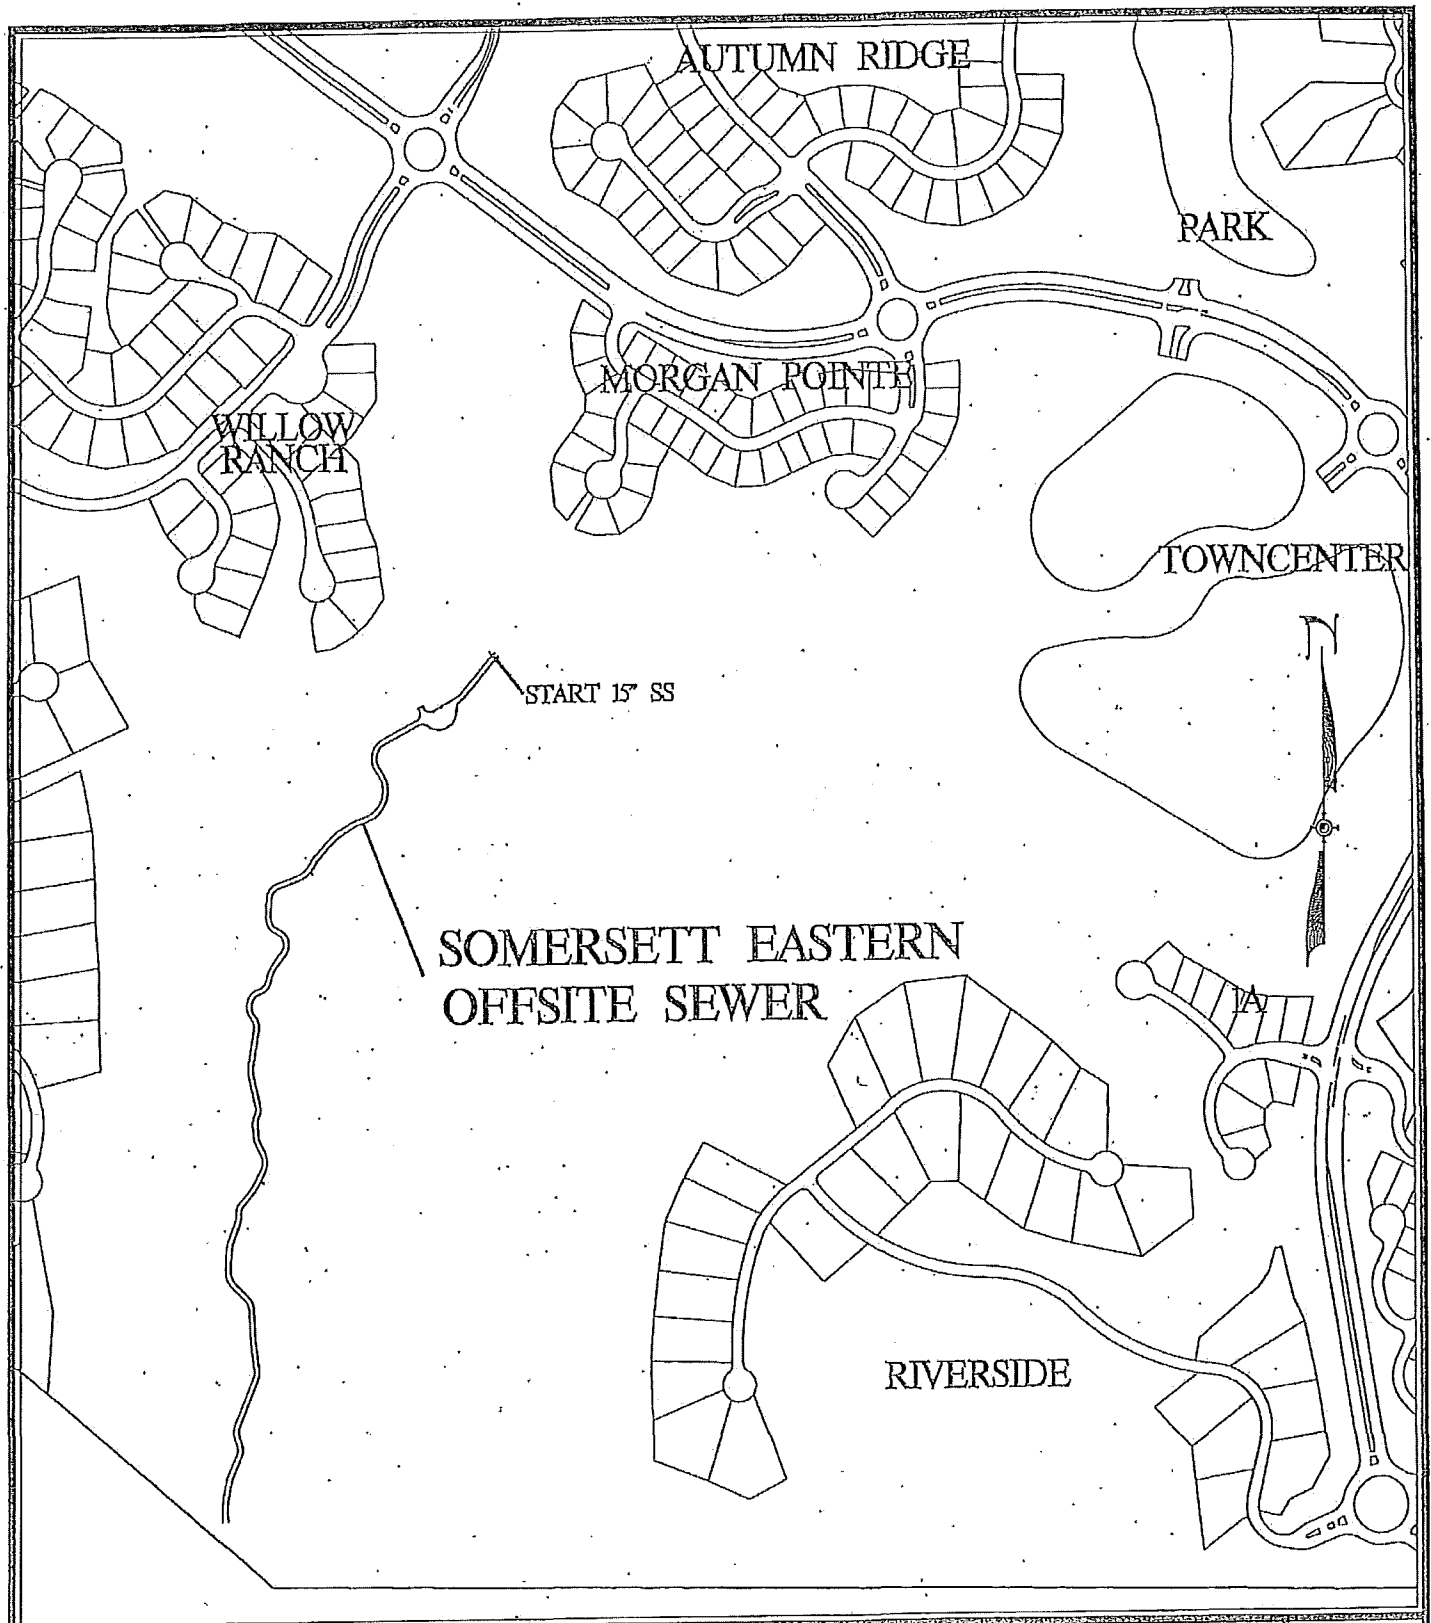 AUTUMN RIDGE
PARK
MORGAN POINTE
WILLOW
RANCH
TOWNCENTER
N
START 15" SS
SOMERSETT EASTERN
OFFSITE SEWER
1A
RIVERSIDE